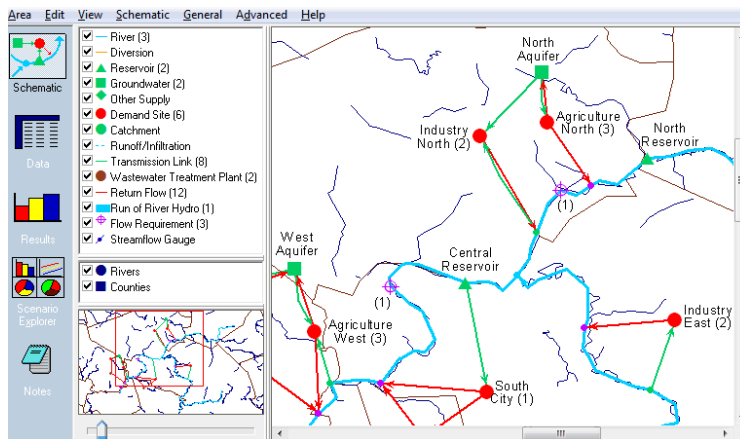 Area Edit View Schematic General Advanced Help
Schematic
Data
Results
Scenario
Explorer
Notes
River (3)
Diversion
Reservoir (2)
Groundwater (2)
Other Supply
Demand Site (6)
Catchment
Runoff/Infiltration
Transmission Link (8)
Wastewater Treatment Plant (2)
Return Flow (12)
Run of River Hydro (1)
Flow Requirement (3)
Streamflow Gauge
Rivers
Counties
North
Aquifer
Industry
North (2)
Agriculture
North (3)
North
Reservoir
(1)
West
Aquifer
Central
Reservoir
(1)
Agriculture
West (3)
Industry
East (2)
South
City (1)